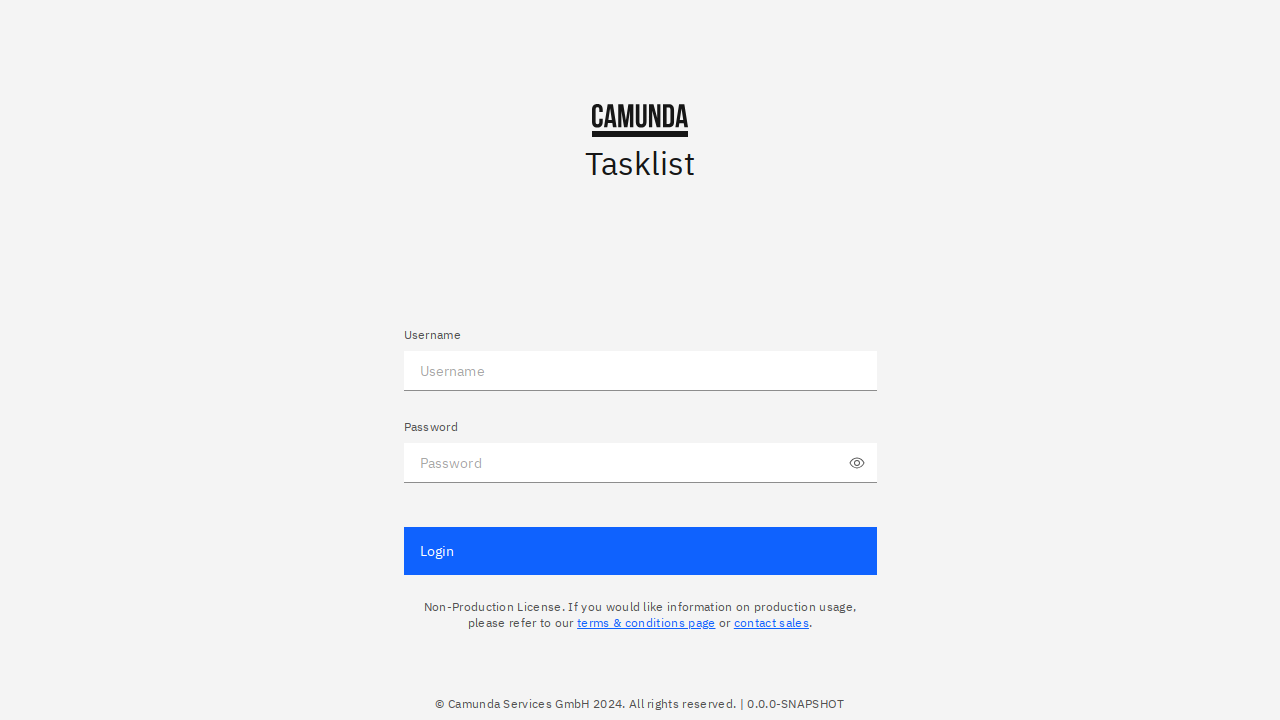 CAMUNDA
Tasklist
Username
Username
Password
Password
Login
Non-Production License. If you would like information on production usage,
please refer to our terms & conditions page or contact sales.
© Camunda Services GmbH 2024. All rights reserved. | 0.0.0-SNAPSHOT